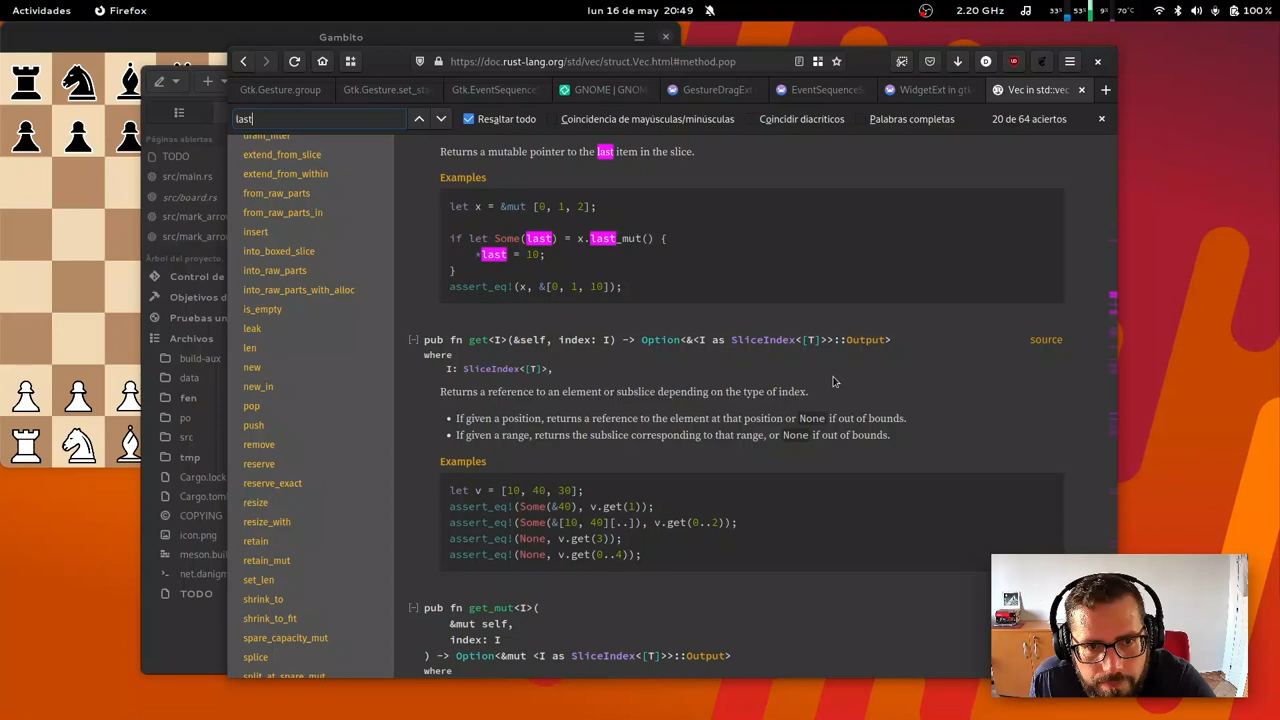 Actividades
Firefox
lun 16 de may  20:49
2.20 GHz
33%
53%
9%
70°C
100 %
Gambito
https://doc.rust-lang.org/std/vec/struct.Vec.html#method.pop
Gtk.Gesture.group
Gtk.Gesture.set_sta
Gtk.EventSequence
GNOME | GNOM
GestureDragExt
EventSequence
WidgetExt in gtk
Vec in std::vec
last
Resaltar todo
Coincidencia de mayúsculas/minúsculas
Coincidir diacríticos
Palabras completas
20 de 64 aciertos
Páginas abiertas
TODO
src/main.rs
src/board.rs
src/mark_arro
src/mark_arro
Árbol del proyecto.
Control de
Objetivos d
Pruebas un
Archivos
build-aux
data
fen
po
src
tmp
Cargo.lock
Cargo.tom
COPYING
icon.png
meson.buil
net.danigm
TODO
drain_filter
extend_from_slice
extend_from_within
from_raw_parts
from_raw_parts_in
insert
into_boxed_slice
into_raw_parts
into_raw_parts_with_alloc
is_empty
leak
len
new
new_in
pop
push
remove
reserve
reserve_exact
resize
resize_with
retain
retain_mut
set_len
shrink_to
shrink_to_fit
spare_capacity_mut
splice
split_at_spare_mut
Returns a mutable pointer to the last item in the slice.
Examples
let x = &mut [0, 1, 2];
if let Some(last) = x.last_mut() {
*last = 10;
}
assert_eq!(x, &[0, 1, 10]);
[-] pub fn get<I>(&self, index: I) -> Option<&<I as SliceIndex<[T]>>::Output>
source
where
I: SliceIndex<[T]>,
Returns a reference to an element or subslice depending on the type of index.
• If given a position, returns a reference to the element at that position or None if out of bounds.
• If given a range, returns the subslice corresponding to that range, or None if out of bounds.
Examples
let v = [10, 40, 30];
assert_eq!(Some(&40), v.get(1));
assert_eq!(Some(&[10, 40][..]), v.get(0..2));
assert_eq!(None, v.get(3));
assert_eq!(None, v.get(0..4));
[-] pub fn get_mut<I>(
&mut self,
index: I
) -> Option<&mut <I as SliceIndex<[T]>>::Output>
where